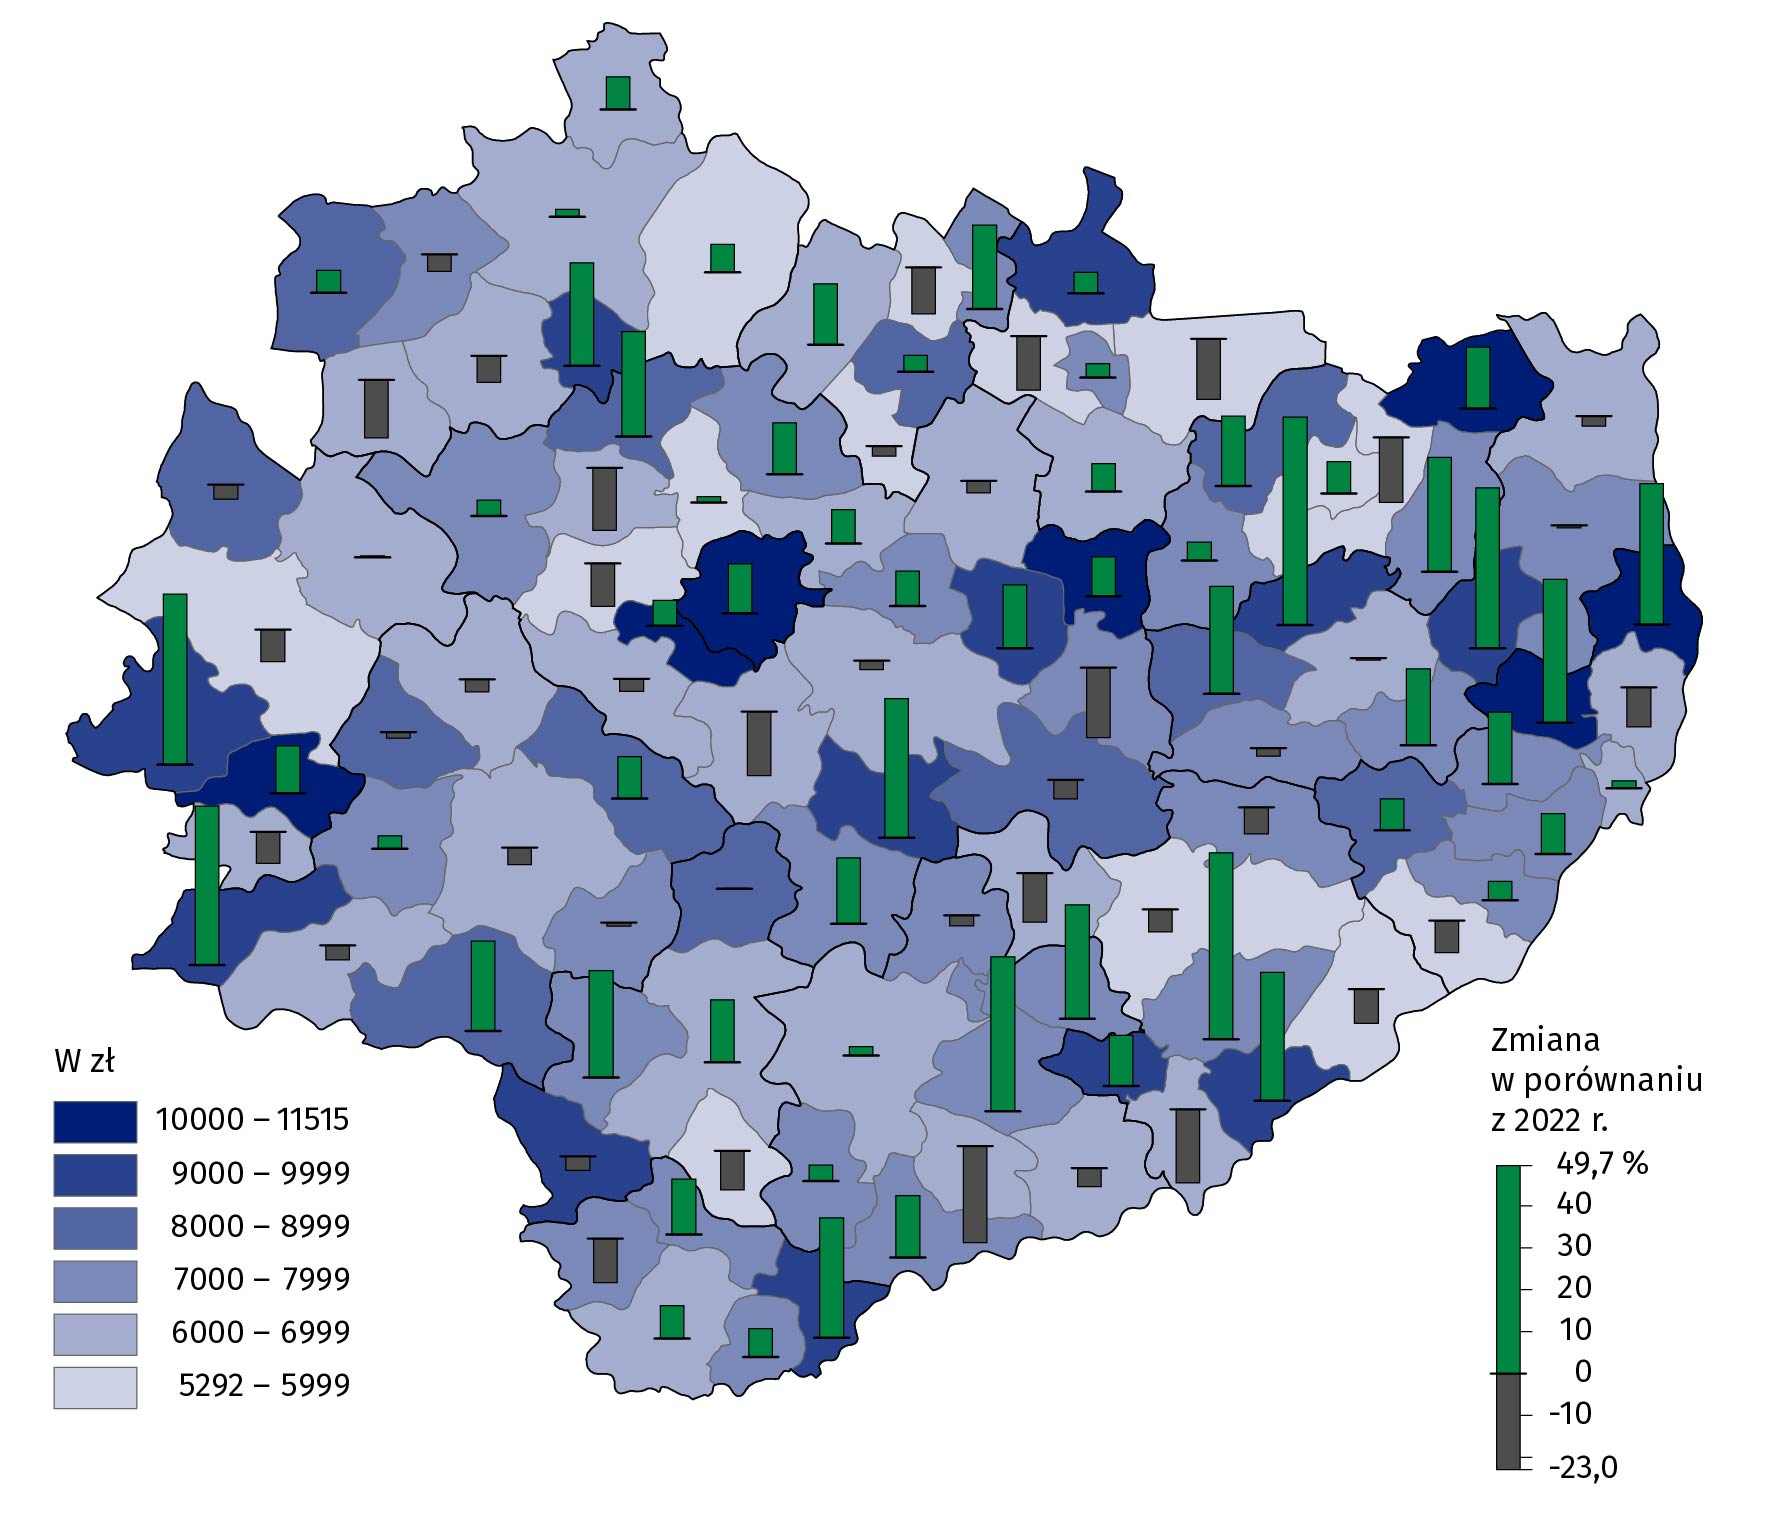 W zł
10000 – 11515
9000 – 9999
8000 – 8999
7000 – 7999
6000 – 6999
5292 – 5999
Zmiana
w porównaniu
z 2022 r.
49,7 %
40
30
20
10
0
-10
-23,0